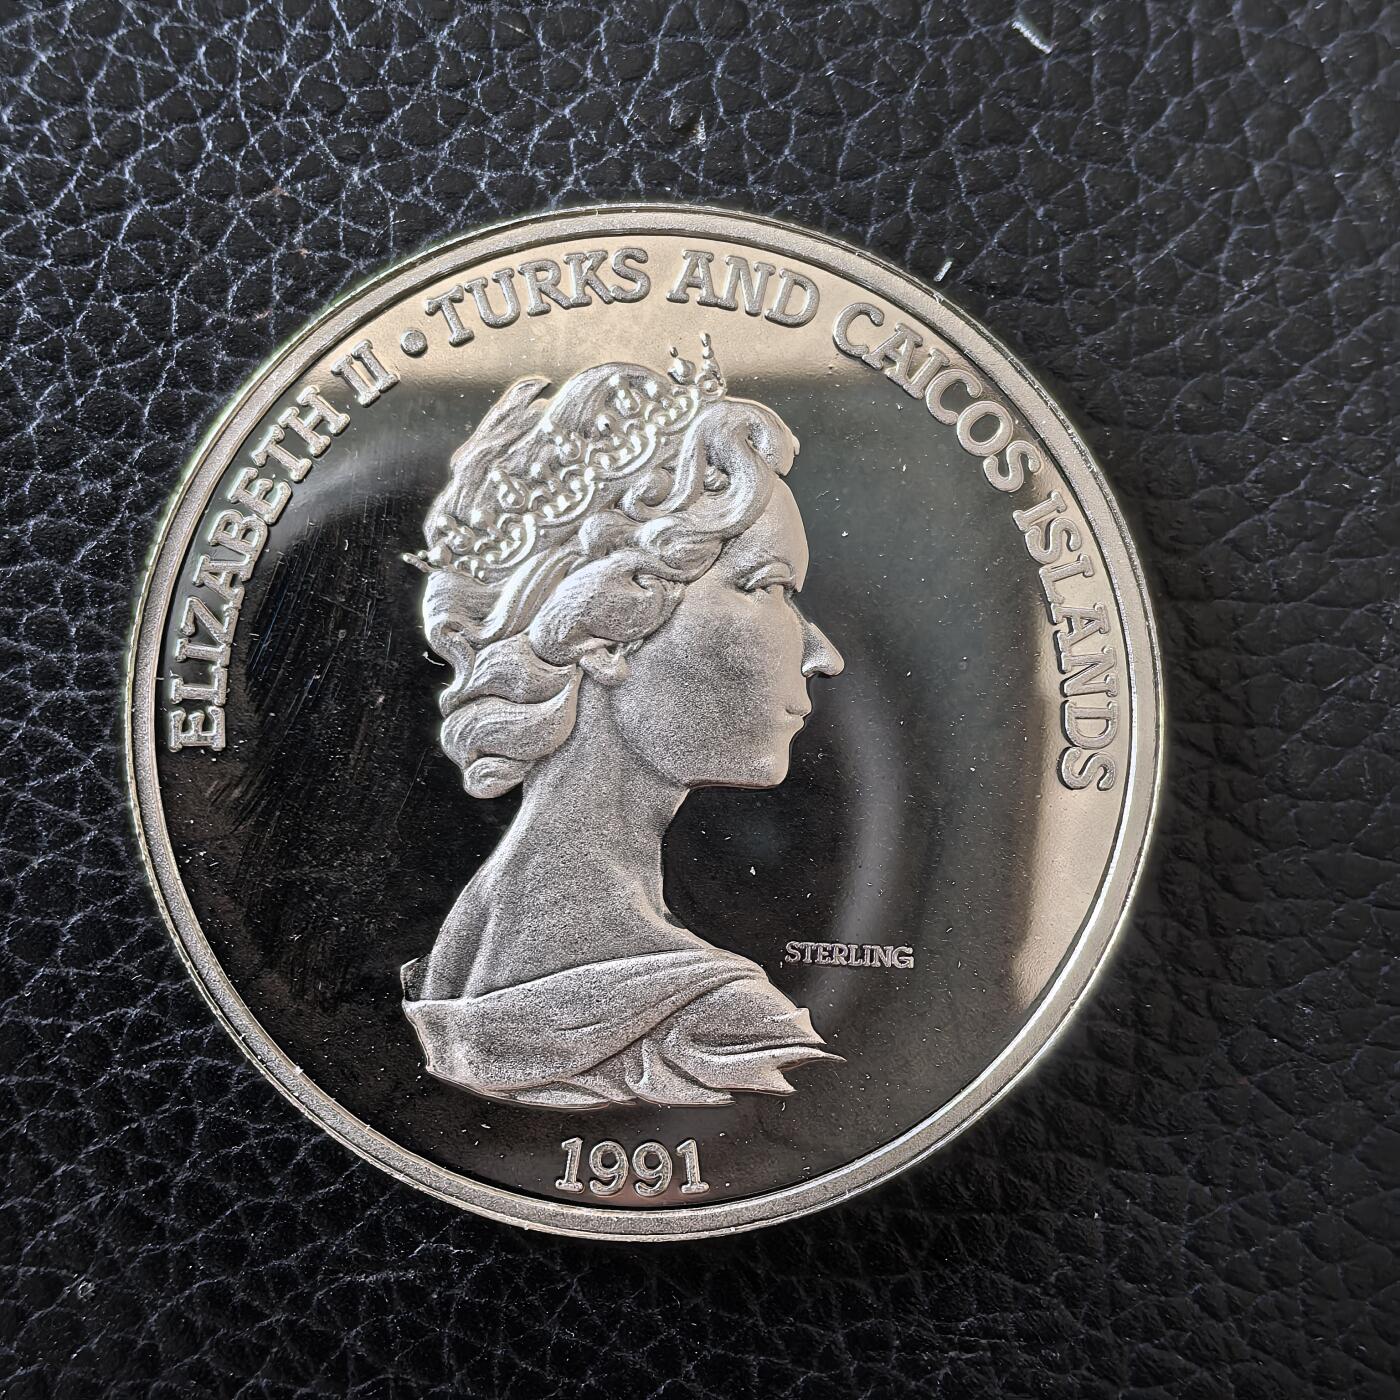 ELIZABETH II • TURKS AND CAICOS ISLANDS
STERLING
1991